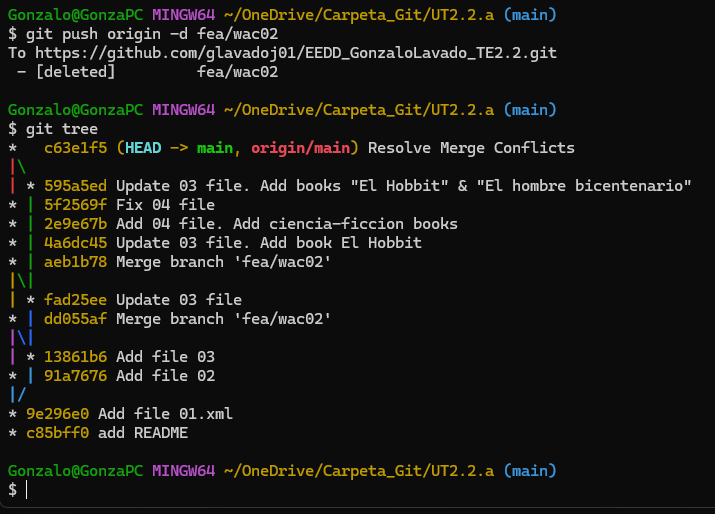 Gonzalo@GonzaPC MINGW64 ~/OneDrive/Carpeta_Git/UT2.2.a (main)
$ git push origin -d fea/wac02
To https://github.com/glavadoj01/EEDD_GonzaloLavado_TE2.2.git
 - [deleted]         fea/wac02

Gonzalo@GonzaPC MINGW64 ~/OneDrive/Carpeta_Git/UT2.2.a (main)
$ git tree
*   c63e1f5 (HEAD -> main, origin/main) Resolve Merge Conflicts
|\
| * 595a5ed Update 03 file. Add books "El Hobbit" & "El hombre bicentenario"
* | 5f2569f Fix 04 file
* | 2e9e67b Add 04 file. Add ciencia-ficcion books
* | 4a6dc45 Update 03 file. Add book El Hobbit
* | aeb1b78 Merge branch 'fea/wac02'
|\|
| * fad25ee Update 03 file
* | dd055af Merge branch 'fea/wac02'
|\|
| * 13861b6 Add file 03
* | 91a7676 Add file 02
|/
* 9e296e0 Add file 01.xml
* c85bff0 add README

Gonzalo@GonzaPC MINGW64 ~/OneDrive/Carpeta_Git/UT2.2.a (main)
$